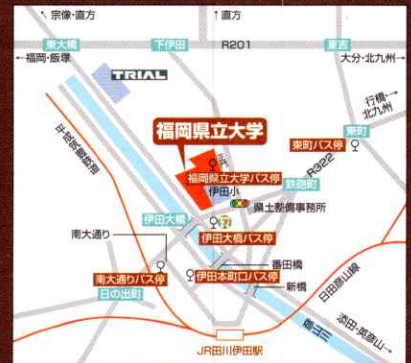 宗像・直方
直方
東大橋
下伊田
R201
東吉
福岡・飯塚
大分・北九州
TRIAL
行橋
北九州
東町
福岡県立大学
東町バス停
正門
平成筑豊鉄道
福岡県立大学バス停
R322
伊田小
鉄砲町
県土整備事務所
伊田大橋
南大通り
伊田大橋バス停
番田橋
南大通りバス停
伊田本町口バス停
新橋
日の出町
日田彦山線
彦山川
添田・英彦山
JR田川伊田駅